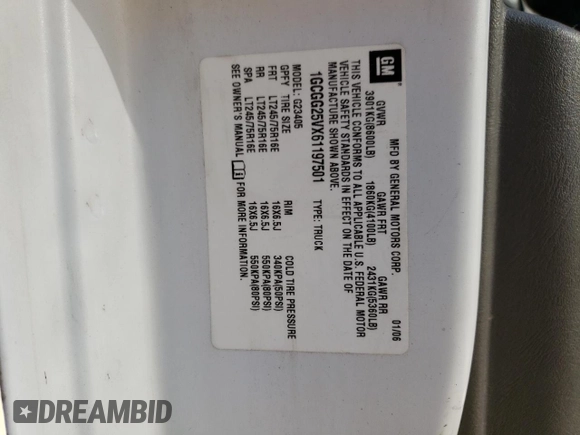 GM
MFD BY GENERAL MOTORS CORP. 01/06
GVWR GAWR FRT GAWR RR
3901KG(8600LB) 1860KG(4100LB) 2431KG(5360LB)
THIS VEHICLE CONFORMS TO ALL APPLICABLE U.S. FEDERAL MOTOR
VEHICLE SAFETY STANDARDS IN EFFECT ON THE DATE OF
MANUFACTURE SHOWN ABOVE.
1GCGG25VX61197501 TYPE: TRUCK
MODEL: G23405
GPFY TIRE SIZE RIM COLD TIRE PRESSURE
FRT LT245/75R16E 16X6.5J 340KPA(50PSI)
RR LT245/75R16E 16X6.5J 550KPA(80PSI)
SPA LT245/75R16E 16X6.5J 550KPA(80PSI)
SEE OWNER'S MANUAL FOR MORE INFORMATION.
DREAMBID